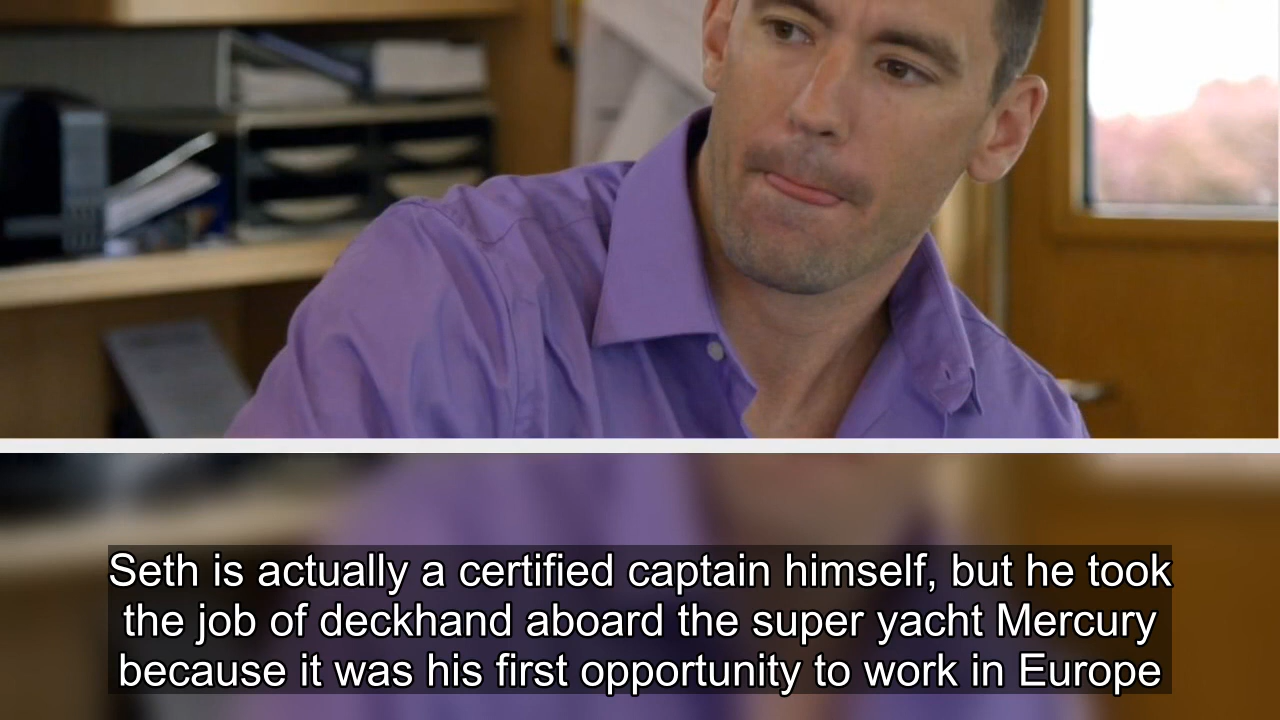 Seth is actually a certified captain himself, but he took
the job of deckhand aboard the super yacht Mercury
because it was his first opportunity to work in Europe